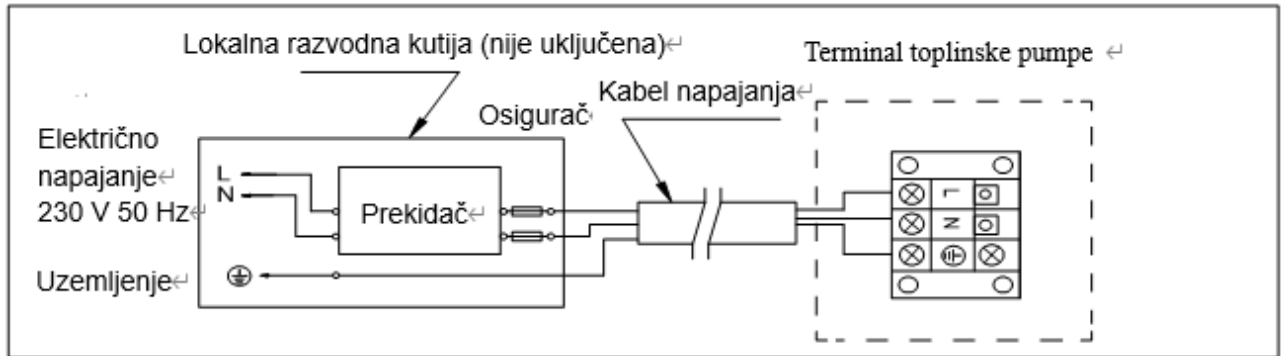 Lokalna razvodna kutija (nije uključena)
Terminal toplinske pumpe
Kabel napajanja
Osigurač
Električno
napajanje
230 V 50 Hz
L
N
Prekidač
Uzemljenje
L
N